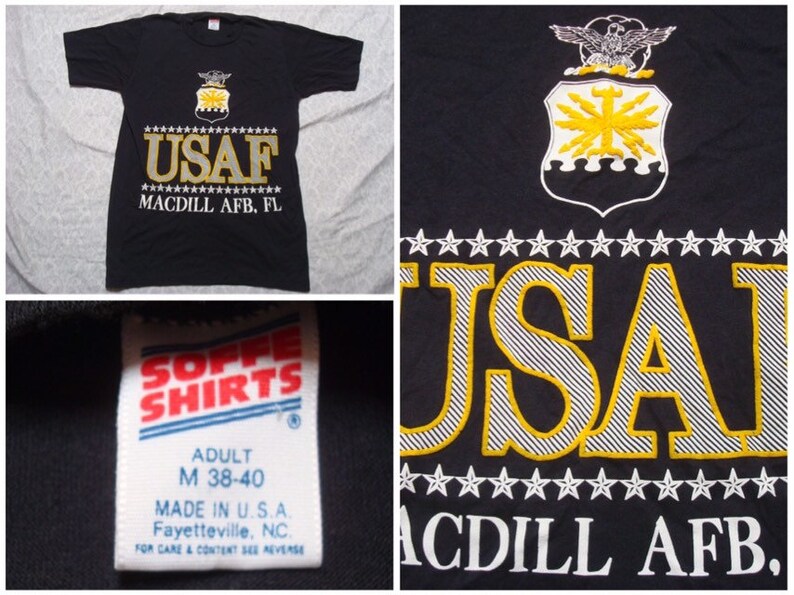 USAF
MACDILL AFB, FL
SOFFE
SHIRTS
®
ADULT
M 38-40
MADE IN U.S.A.
Fayetteville, N.C.
FOR CARE & CONTENT SEE REVERSE
USAF
MACDILL AFB,